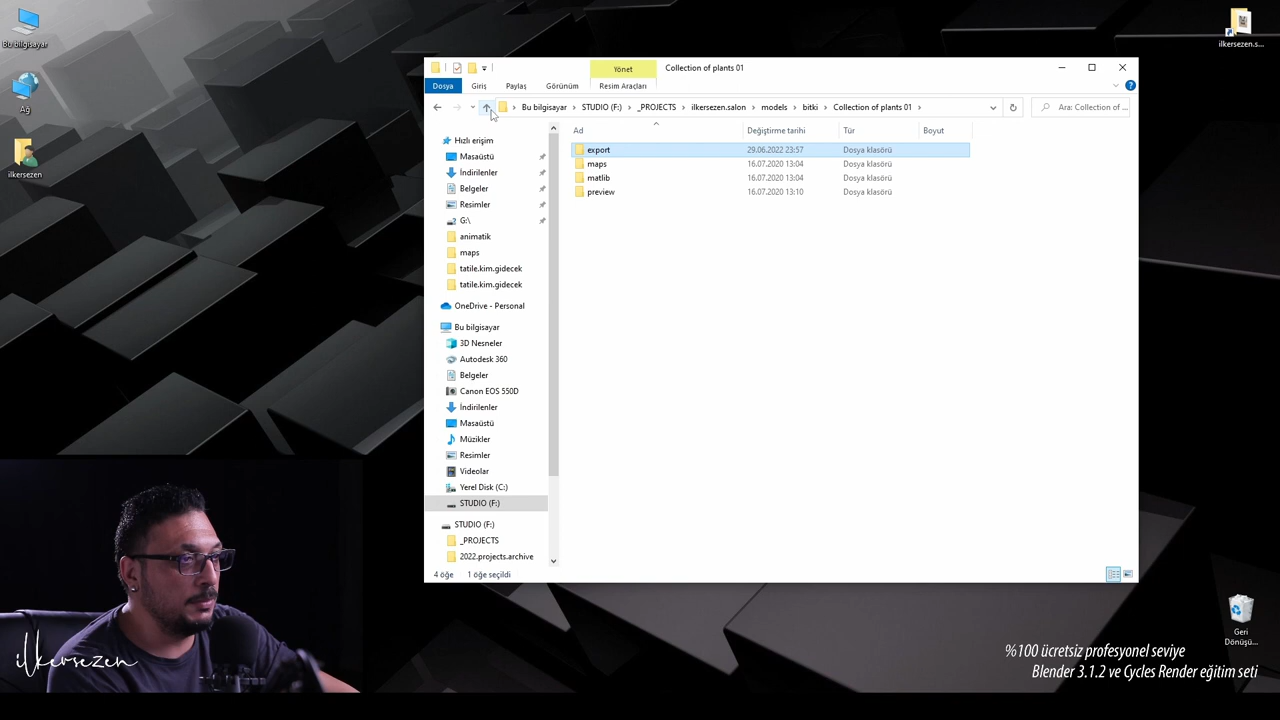 Bu bilgisayar
Ağ
ilkersezen
ilkersezen.s...
Yönet
Collection of plants 01
Dosya
Giriş
Paylaş
Görünüm
Resim Araçları
Bu bilgisayar
STUDIO (F:)
_PROJECTS
ilkersezen.salon
models
bitki
Collection of plants 01
Ara: Collection of ...
Hızlı erişim
Masaüstü
İndirilenler
Belgeler
Resimler
G:\
animatik
maps
tatile.kim.gidecek
tatile.kim.gidecek
OneDrive - Personal
Bu bilgisayar
3D Nesneler
Autodesk 360
Belgeler
Canon EOS 550D
İndirilenler
Masaüstü
Müzikler
Resimler
Videolar
Yerel Disk (C:)
STUDIO (F:)
STUDIO (F:)
_PROJECTS
2022.projects.archive
Ad Değiştirme tarihi Tür Boyut
export 29.06.2022 23:57 Dosya klasörü
maps 16.07.2020 13:04 Dosya klasörü
matlib 16.07.2020 13:04 Dosya klasörü
preview 16.07.2020 13:10 Dosya klasörü
4 öğe 1 öğe seçildi
Geri
Dönüşü...
ilkersezen
%100 ücretsiz profesyonel seviye
Blender 3.1.2 ve Cycles Render eğitim seti